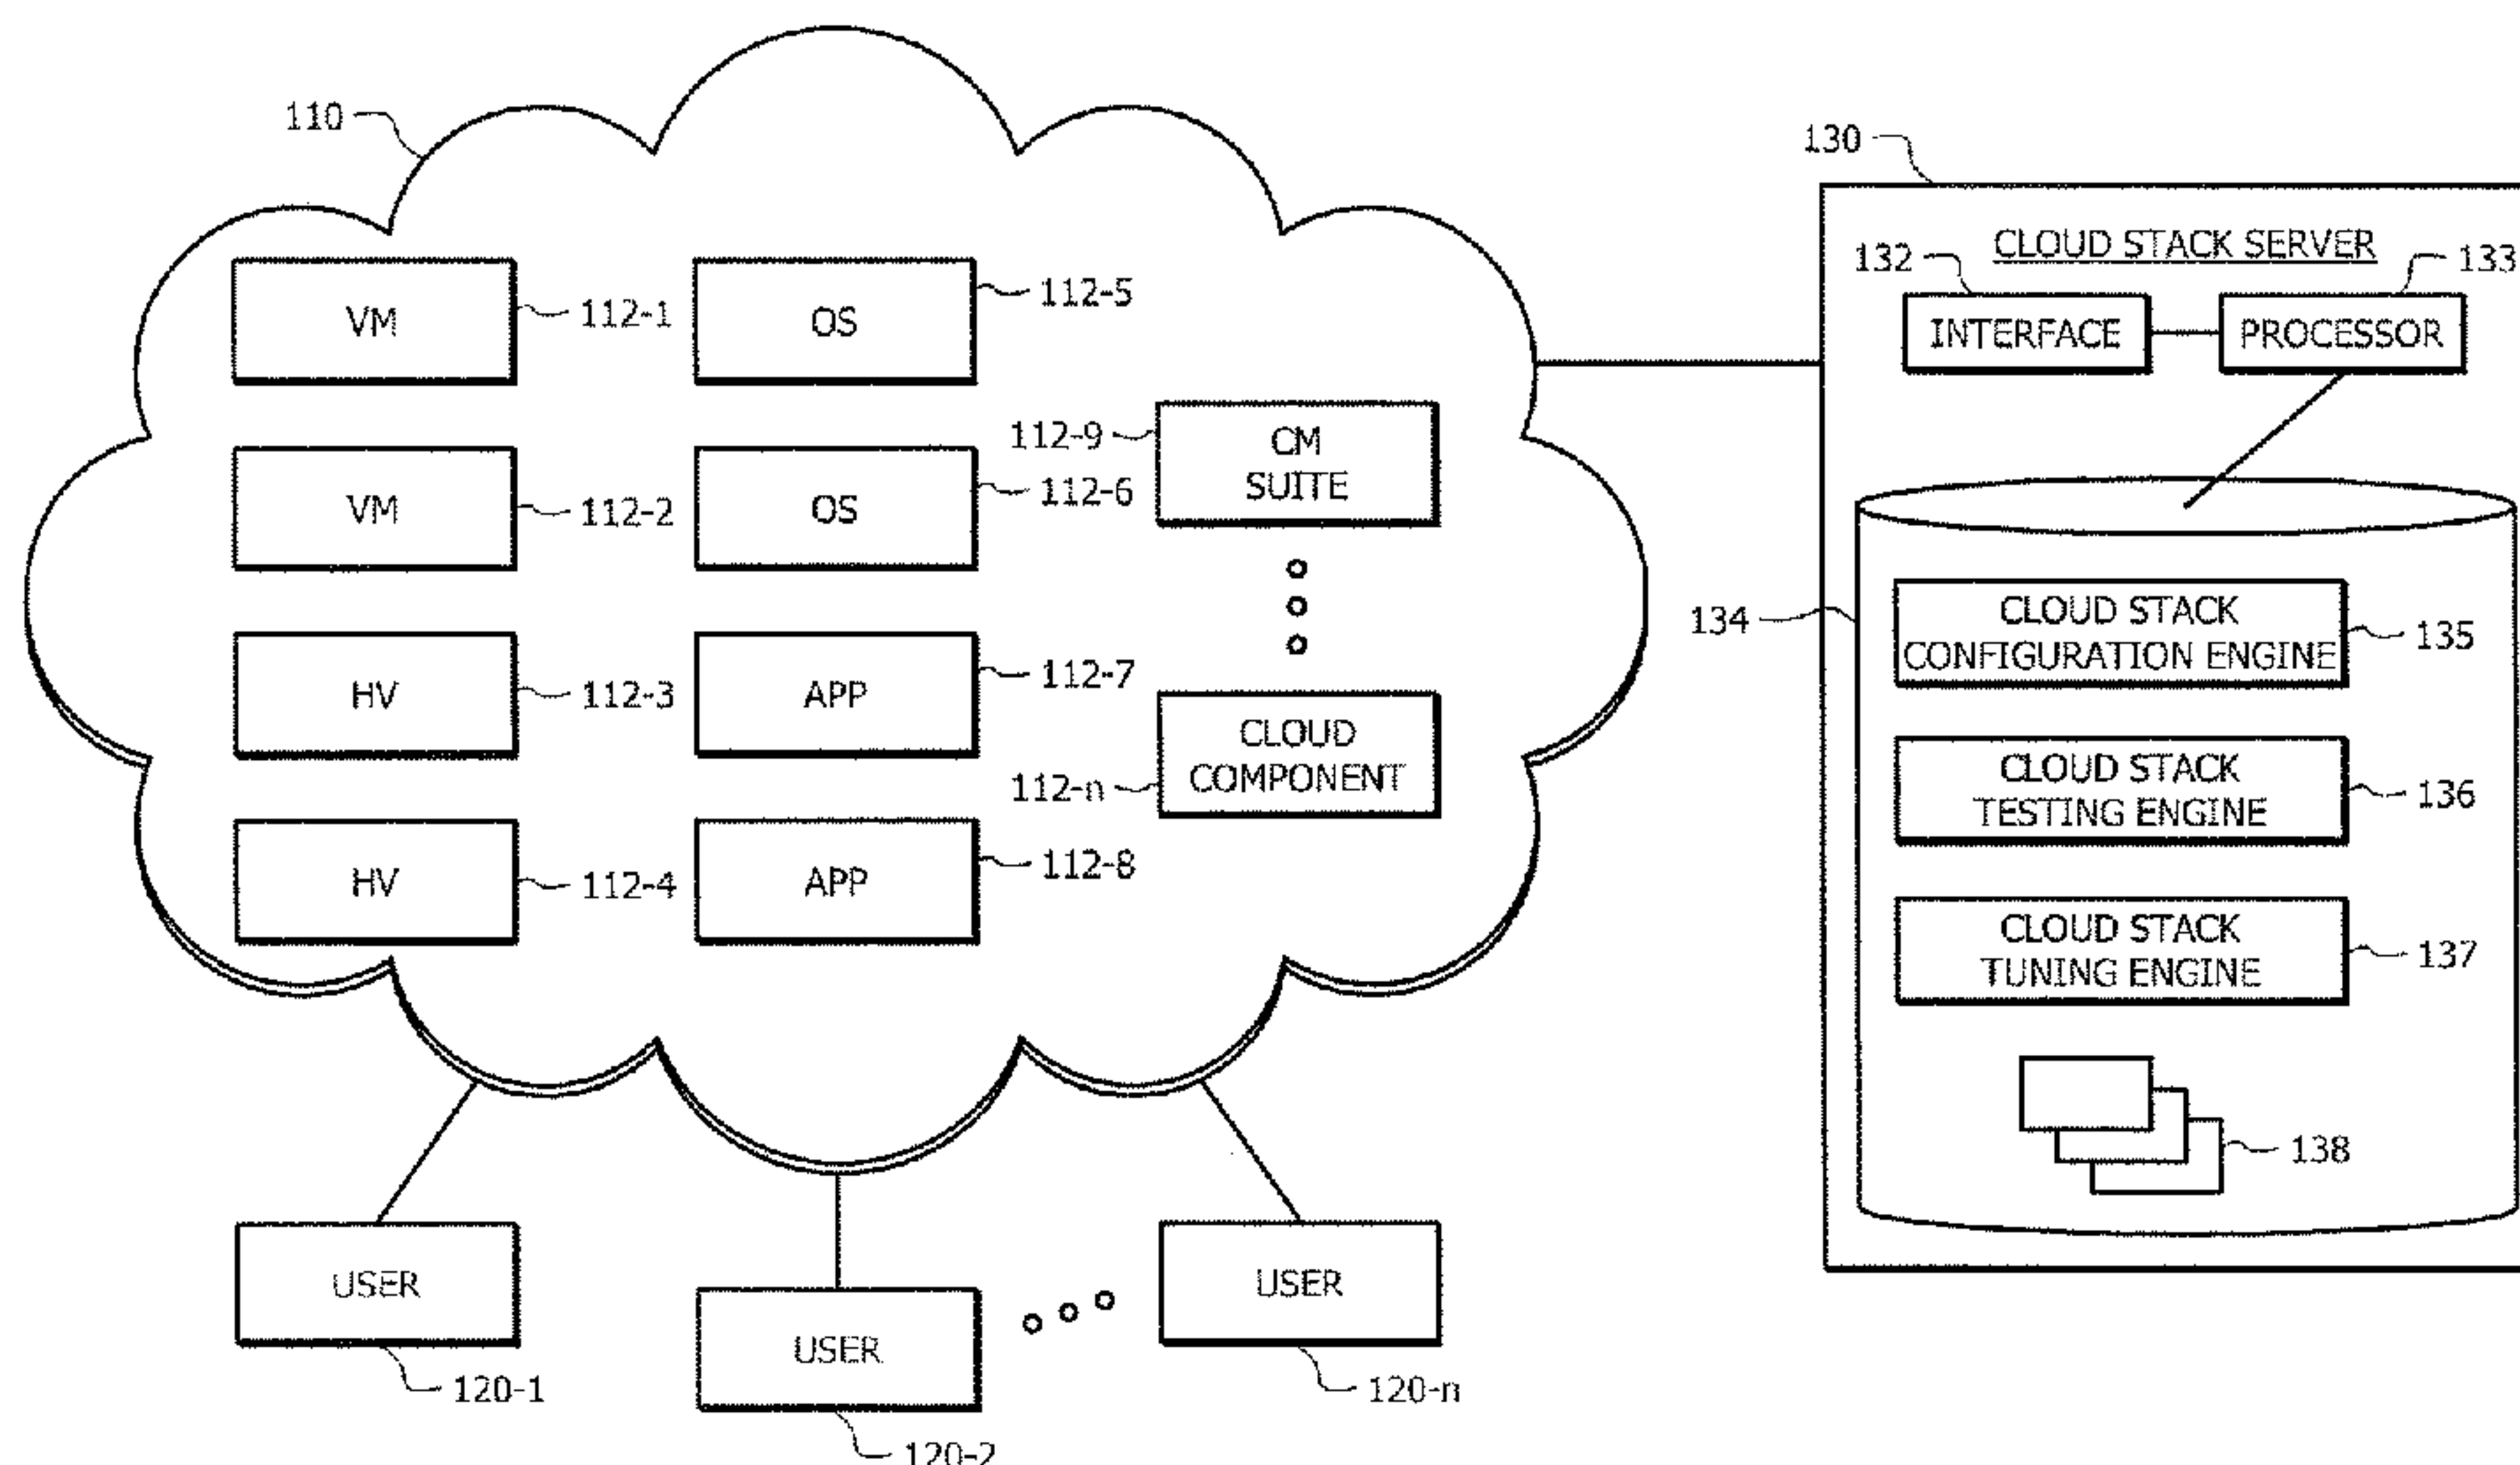 110
130
CLOUD STACK SERVER
132
133
INTERFACE
PROCESSOR
VM
112-1
OS
112-5
VM
112-2
OS
112-6
112-9
CM
SUITE
HV
112-3
APP
112-7
112-n
CLOUD
COMPONENT
HV
112-4
APP
112-8
134
CLOUD STACK
CONFIGURATION ENGINE
135
CLOUD STACK
TESTING ENGINE
136
CLOUD STACK
TUNING ENGINE
137
138
USER
120-1
USER
120-2
USER
120-n